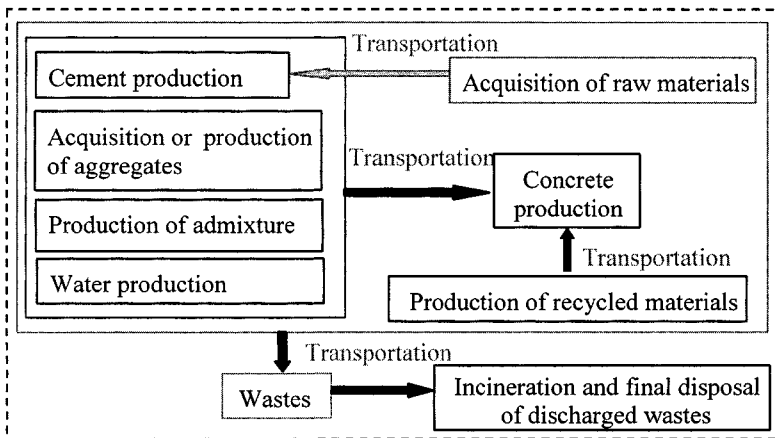 Transportation
Cement production
Acquisition of raw materials
Acquisition or production
of aggregates
Transportation
Concrete
production
Production of admixture
Transportation
Water production
Production of recycled materials
Transportation
Wastes
Incineration and final disposal
of discharged wastes